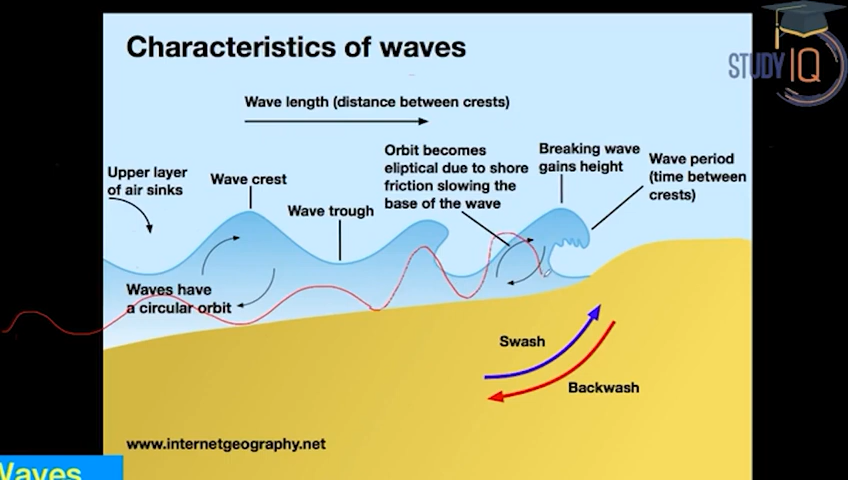 Characteristics of waves
STUDY IQ
Wave length (distance between crests)
Upper layer
of air sinks
Wave crest
Wave trough
Orbit becomes
eliptical due to shore
friction slowing the
base of the wave
Breaking wave
gains height
Wave period
(time between
crests)
Waves have
a circular orbit
Swash
Backwash
www.internetgeography.net
Waves